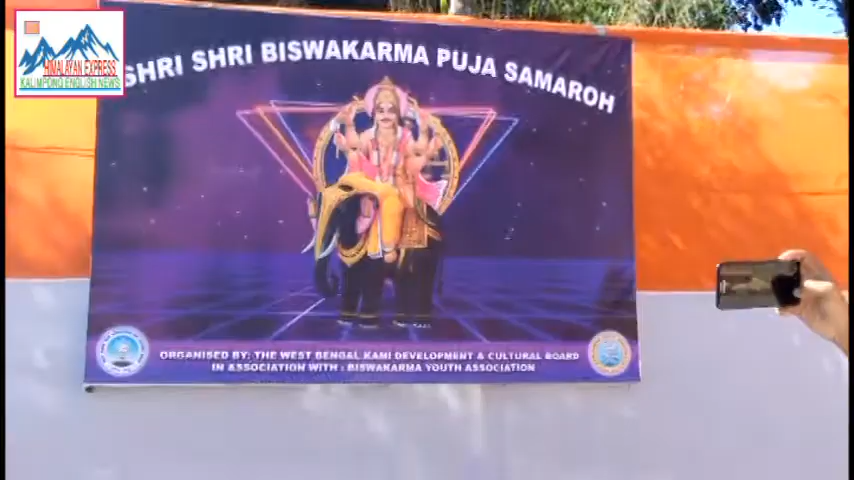 HIMALAYAN EXPRESS
KALIMPONG ENGLISH NEWS
SHRI SHRI BISWAKARMA PUJA SAMAROH
ORGANISED BY: THE WEST BENGAL KAMI DEVELOPMENT & CULTURAL BOARD
IN ASSOCIATION WITH : BISWAKARMA YOUTH ASSOCIATION.